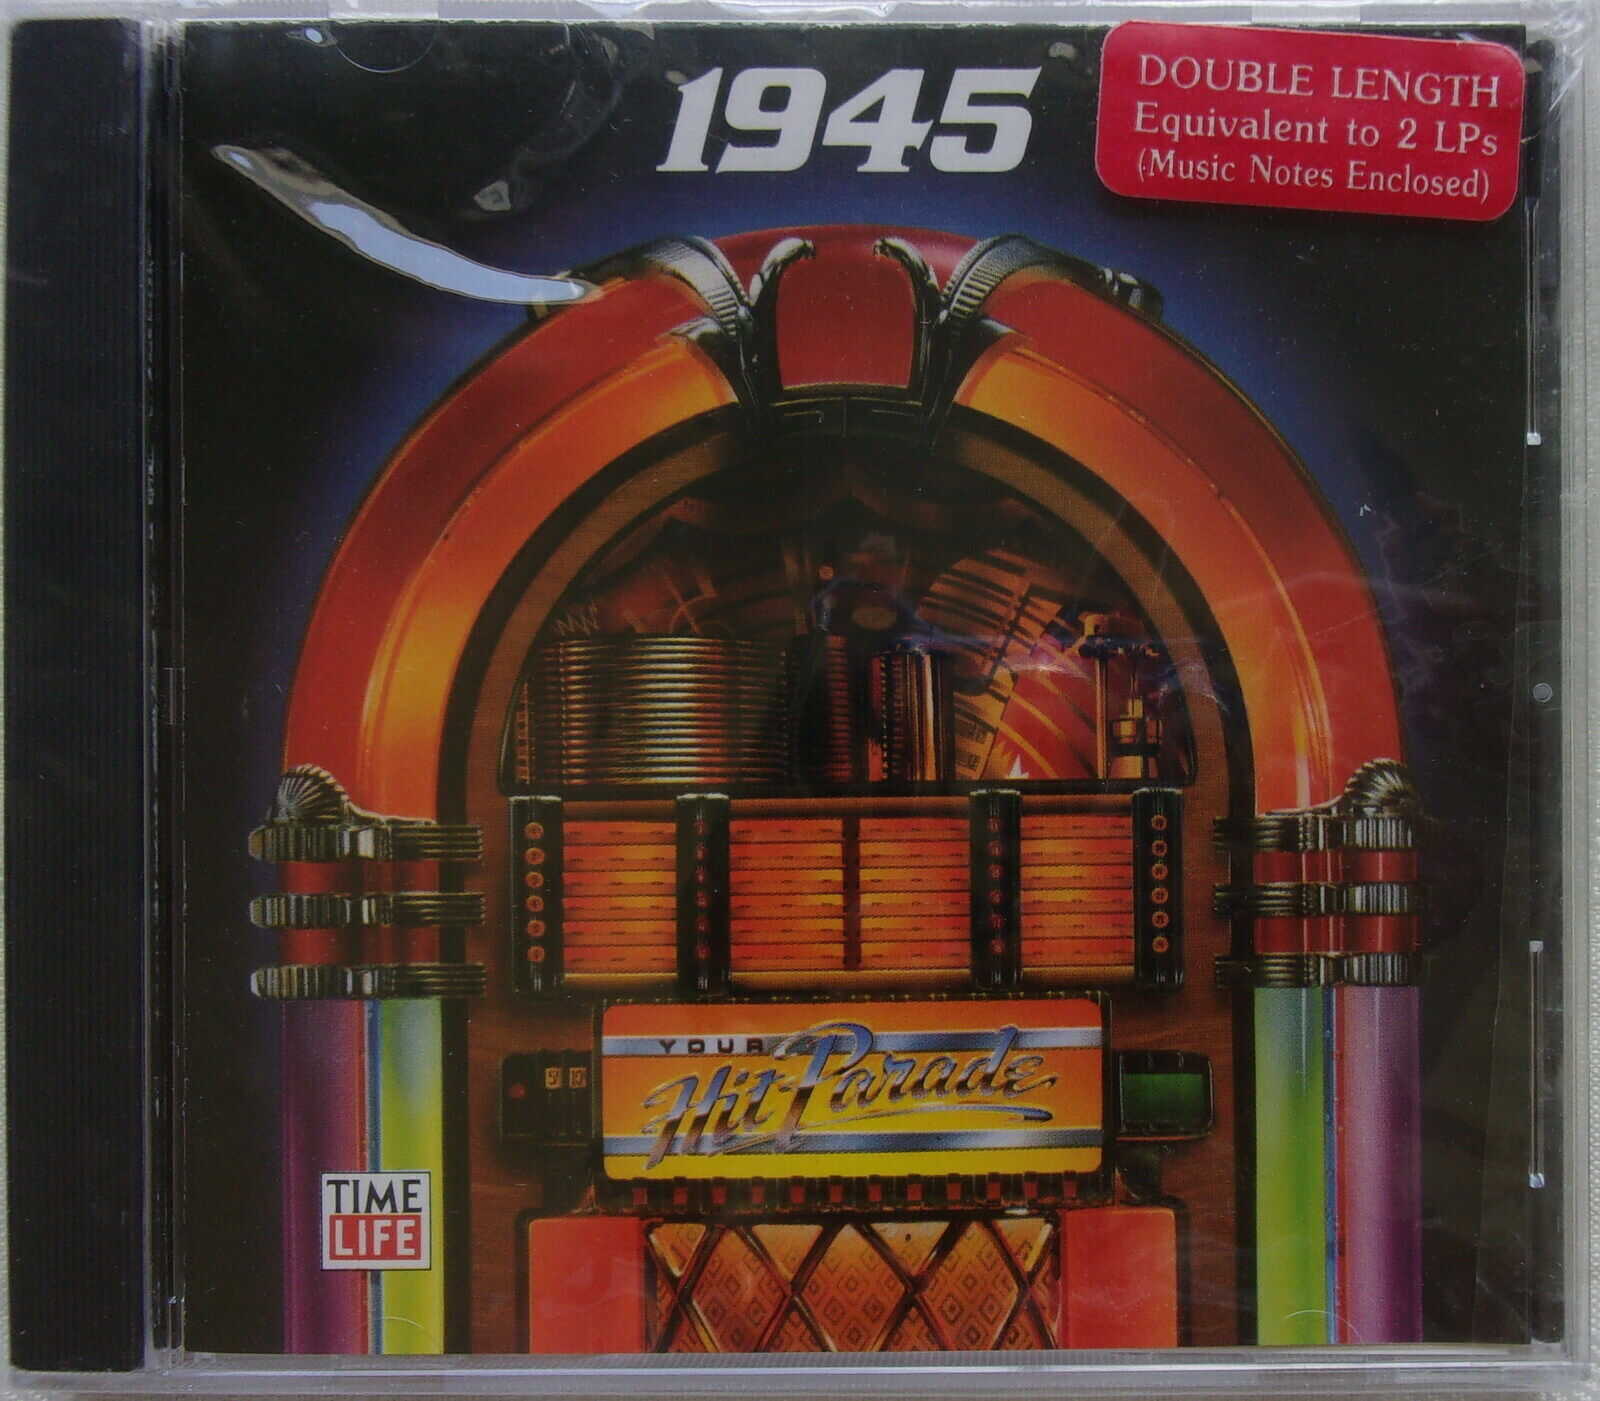 1945
DOUBLE LENGTH
Equivalent to 2 LPs
(Music Notes Enclosed)
YOUR
Hit Parade
TIME
LIFE